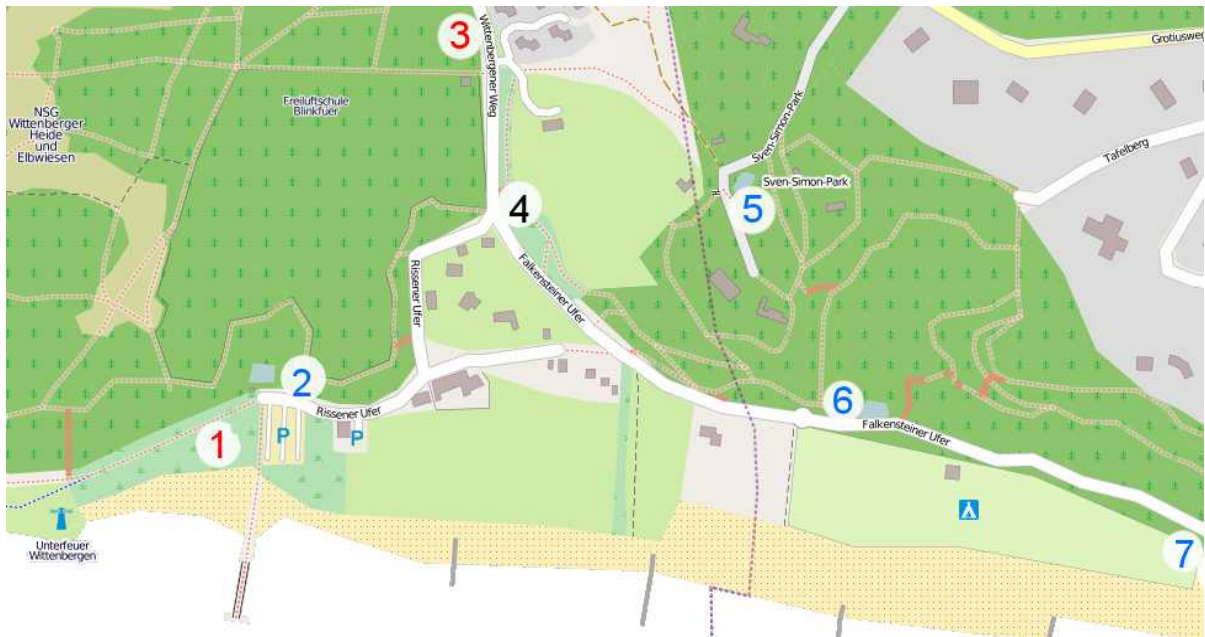 3
Wittenbergener Weg
Grotiusweg
NSG
Wittenberger
Heide
und
Elbwiesen
Freiluftschule
Blinkfüer
Sven-Simon-Park
Tafelberg
Sven-Simon-Park
5
4
Rissener Ufer
Falkensteiner Ufer
2
1
P
Rissener Ufer
P
6
Falkensteiner Ufer
Unterfeuer
Wittenbergen
7